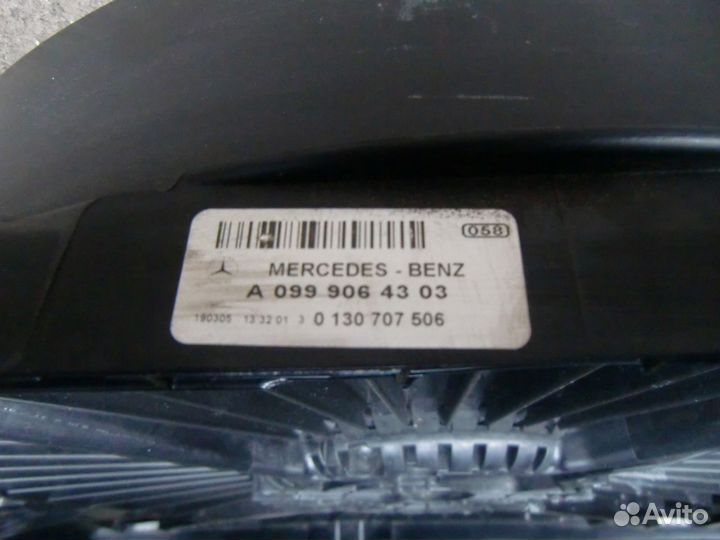 058
MERCEDES - BENZ
A 099 906 43 03
190305 13 32 01 3 0 130 707 506
Avito